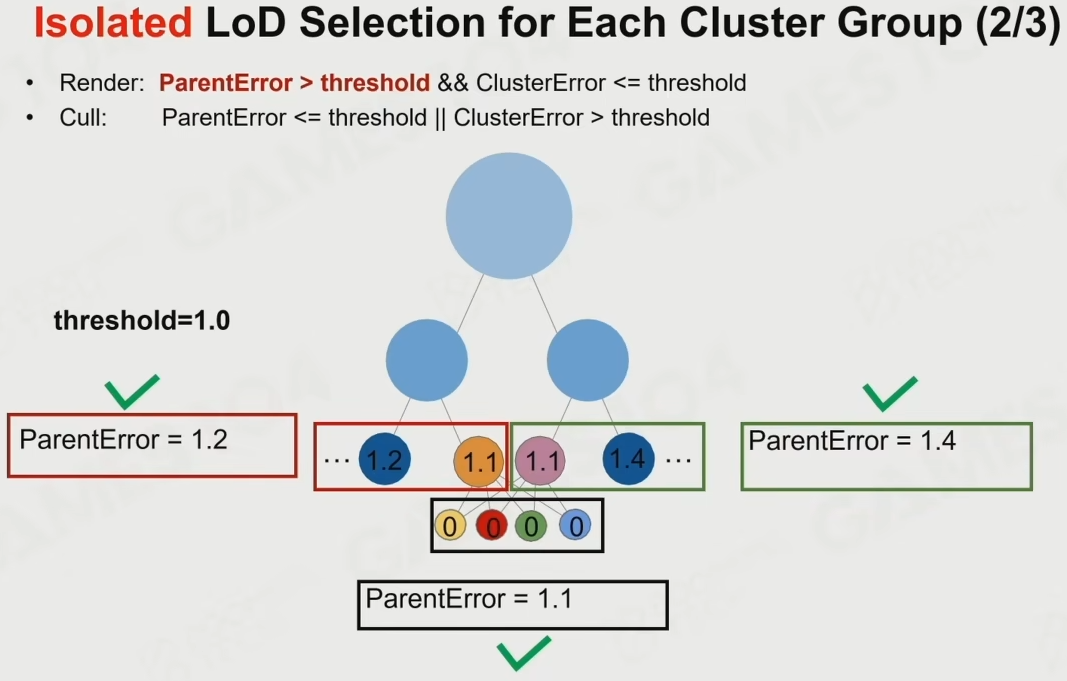 Isolated LoD Selection for Each Cluster Group (2/3)
• Render: ParentError > threshold && ClusterError <= threshold
• Cull: ParentError <= threshold || ClusterError > threshold
threshold=1.0
ParentError = 1.2
··· 1.2 1.1 1.1 1.4 ···
ParentError = 1.4
0 0 0 0
ParentError = 1.1